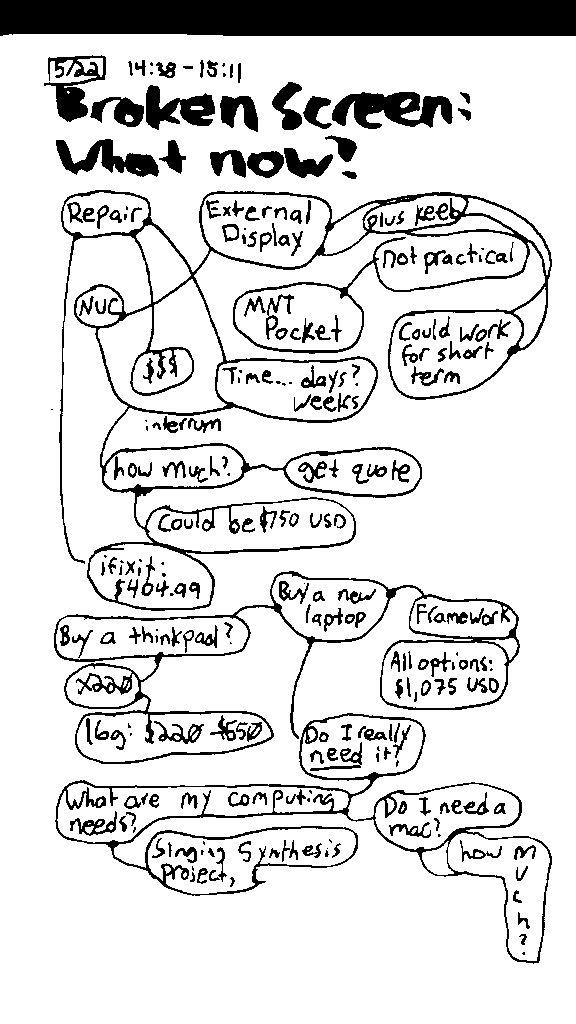 5/22 14:38 - 15:11
Broken Screen:
What now?
Repair
External
Display
plus keeb
not practical
NUC
MNT
Pocket
Could work
for short
term
$$$
Time... days?
weeks
interrum
how much?
get quote
Could be $750 USD
ifixit:
$404.99
Buy a new
laptop
Framework
Buy a thinkpad?
All options:
$1,075 USD
x220
16g: $220-$650
Do I really
need it?
What are my computing
needs?
Do I need a
mac?
Singing Synthesis
project,
how much?